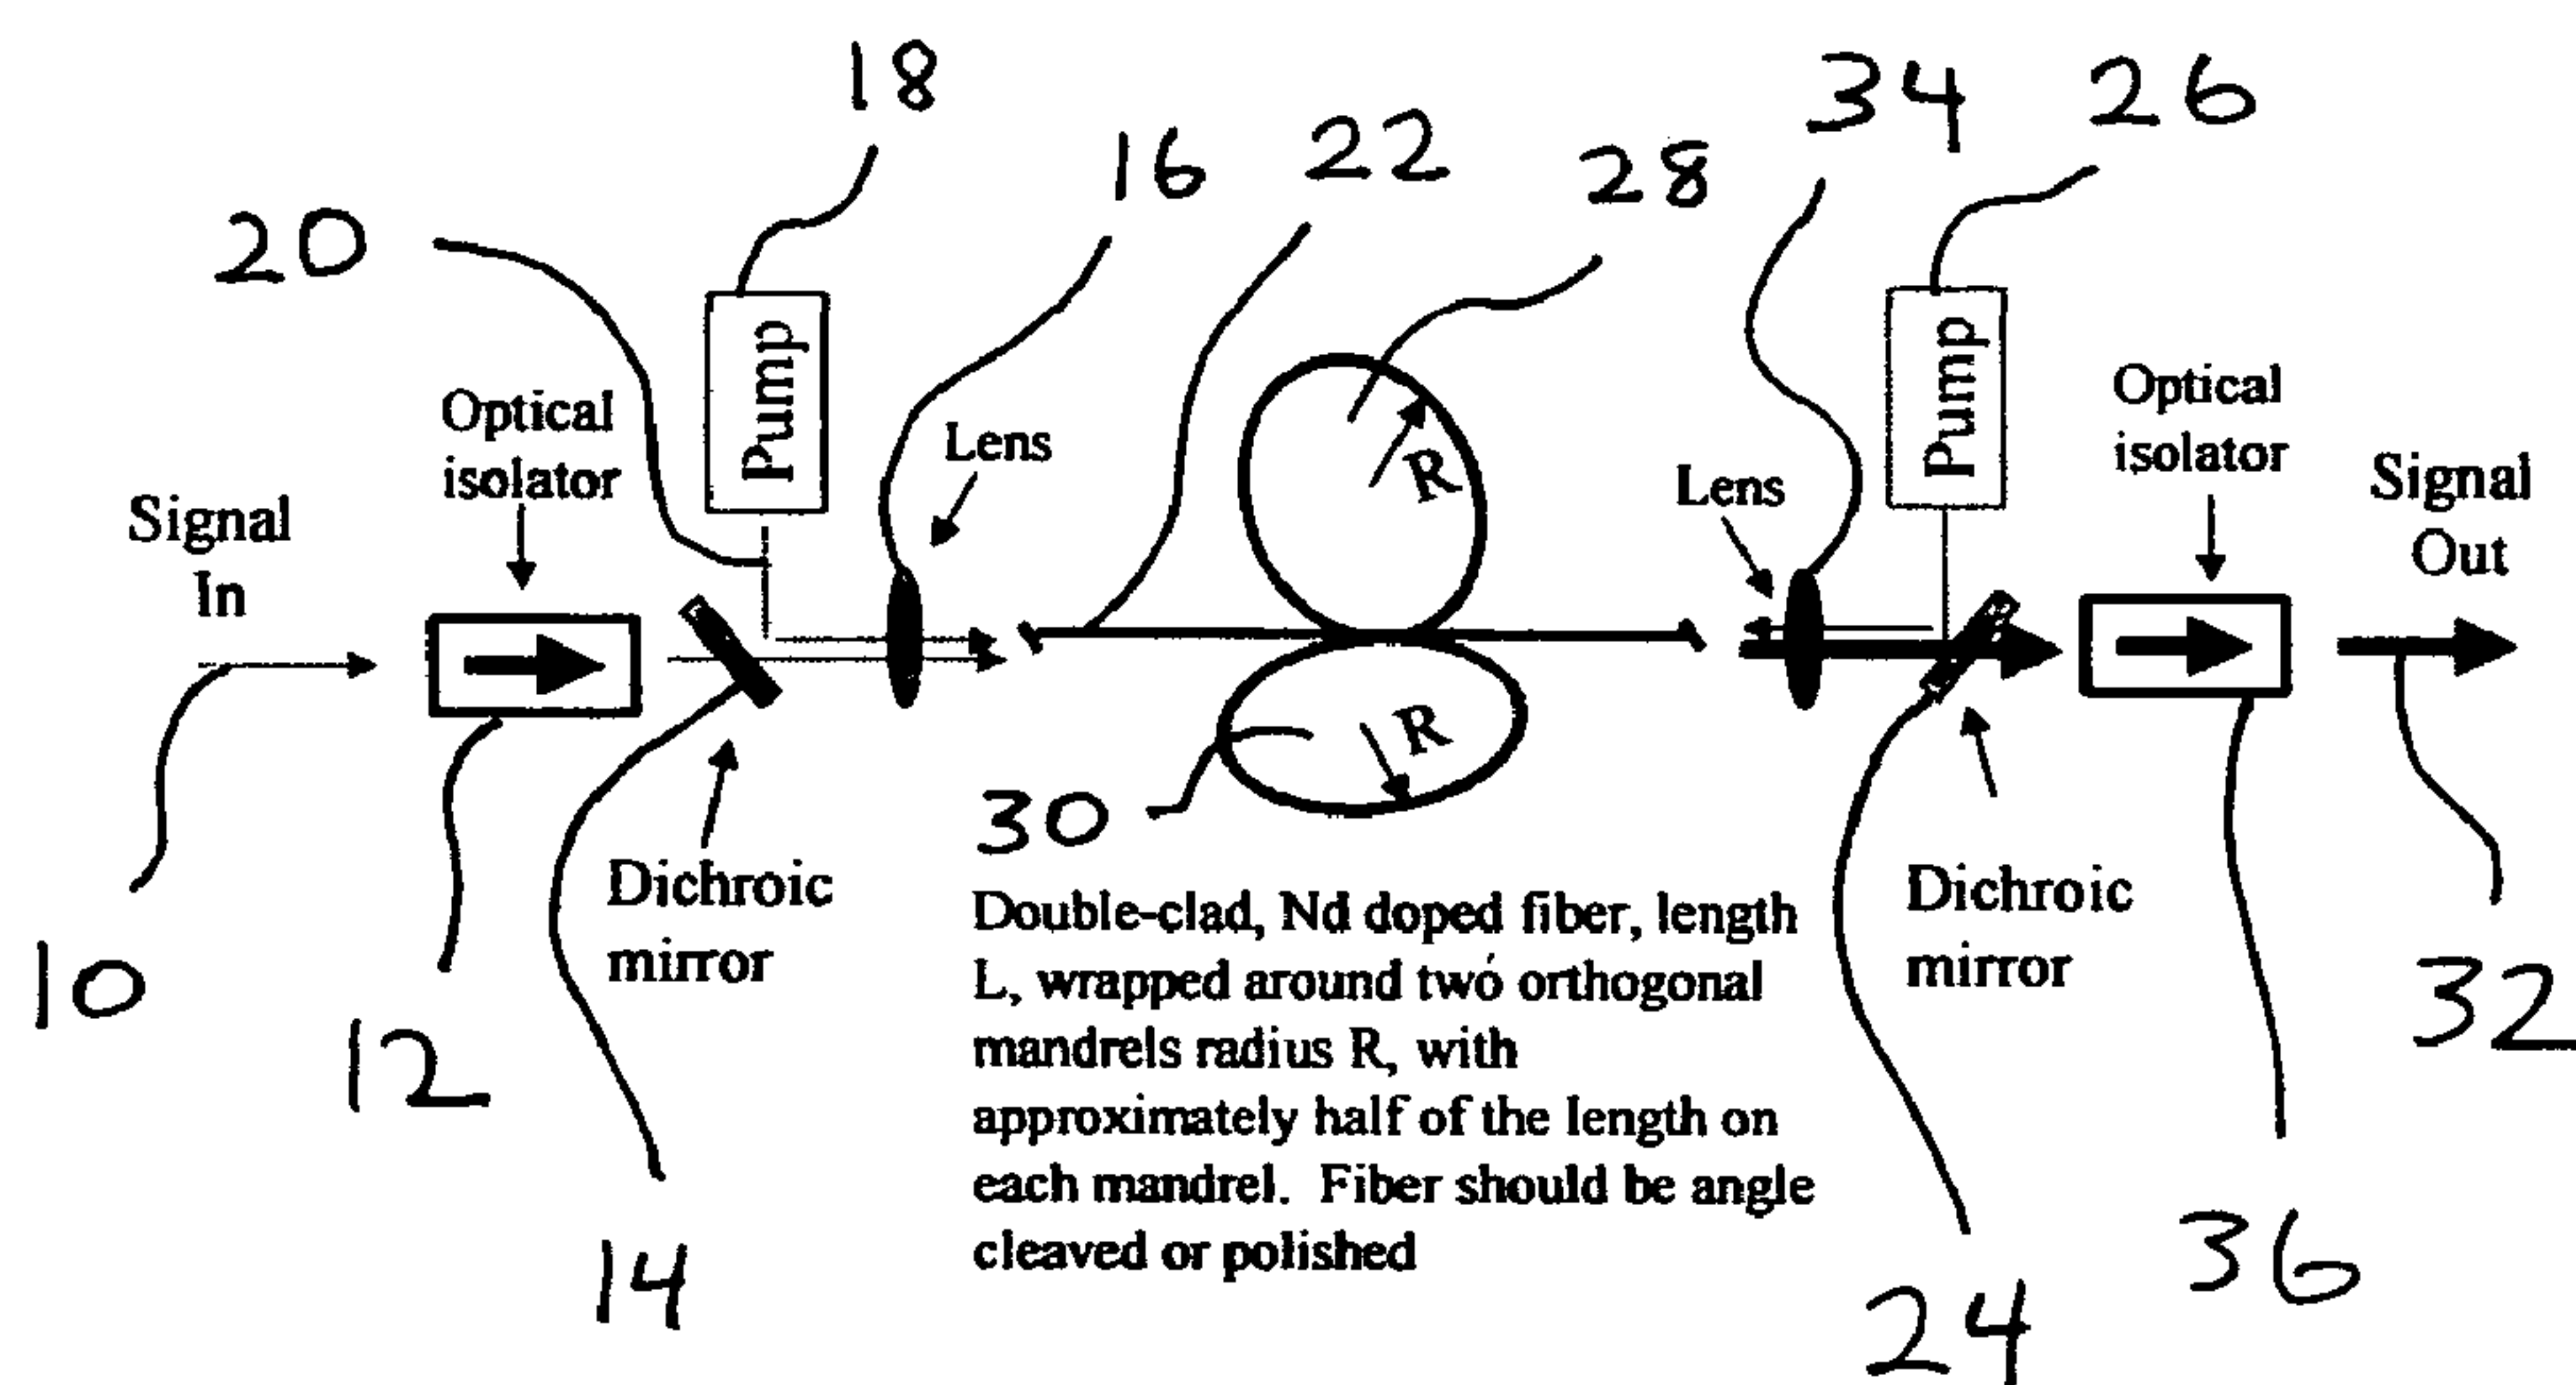 18
34
26
16
22
28
20
Pump
Pump
Optical
isolator
Lens
R
Lens
Optical
isolator
Signal
In
Signal
Out
R
30
Dichroic
mirror
Double-clad, Nd doped fiber, length
L, wrapped around two orthogonal
mandrels radius R, with
approximately half of the length on
each mandrel. Fiber should be angle
cleaved or polished
Dichroic
mirror
10
12
14
32
36
24